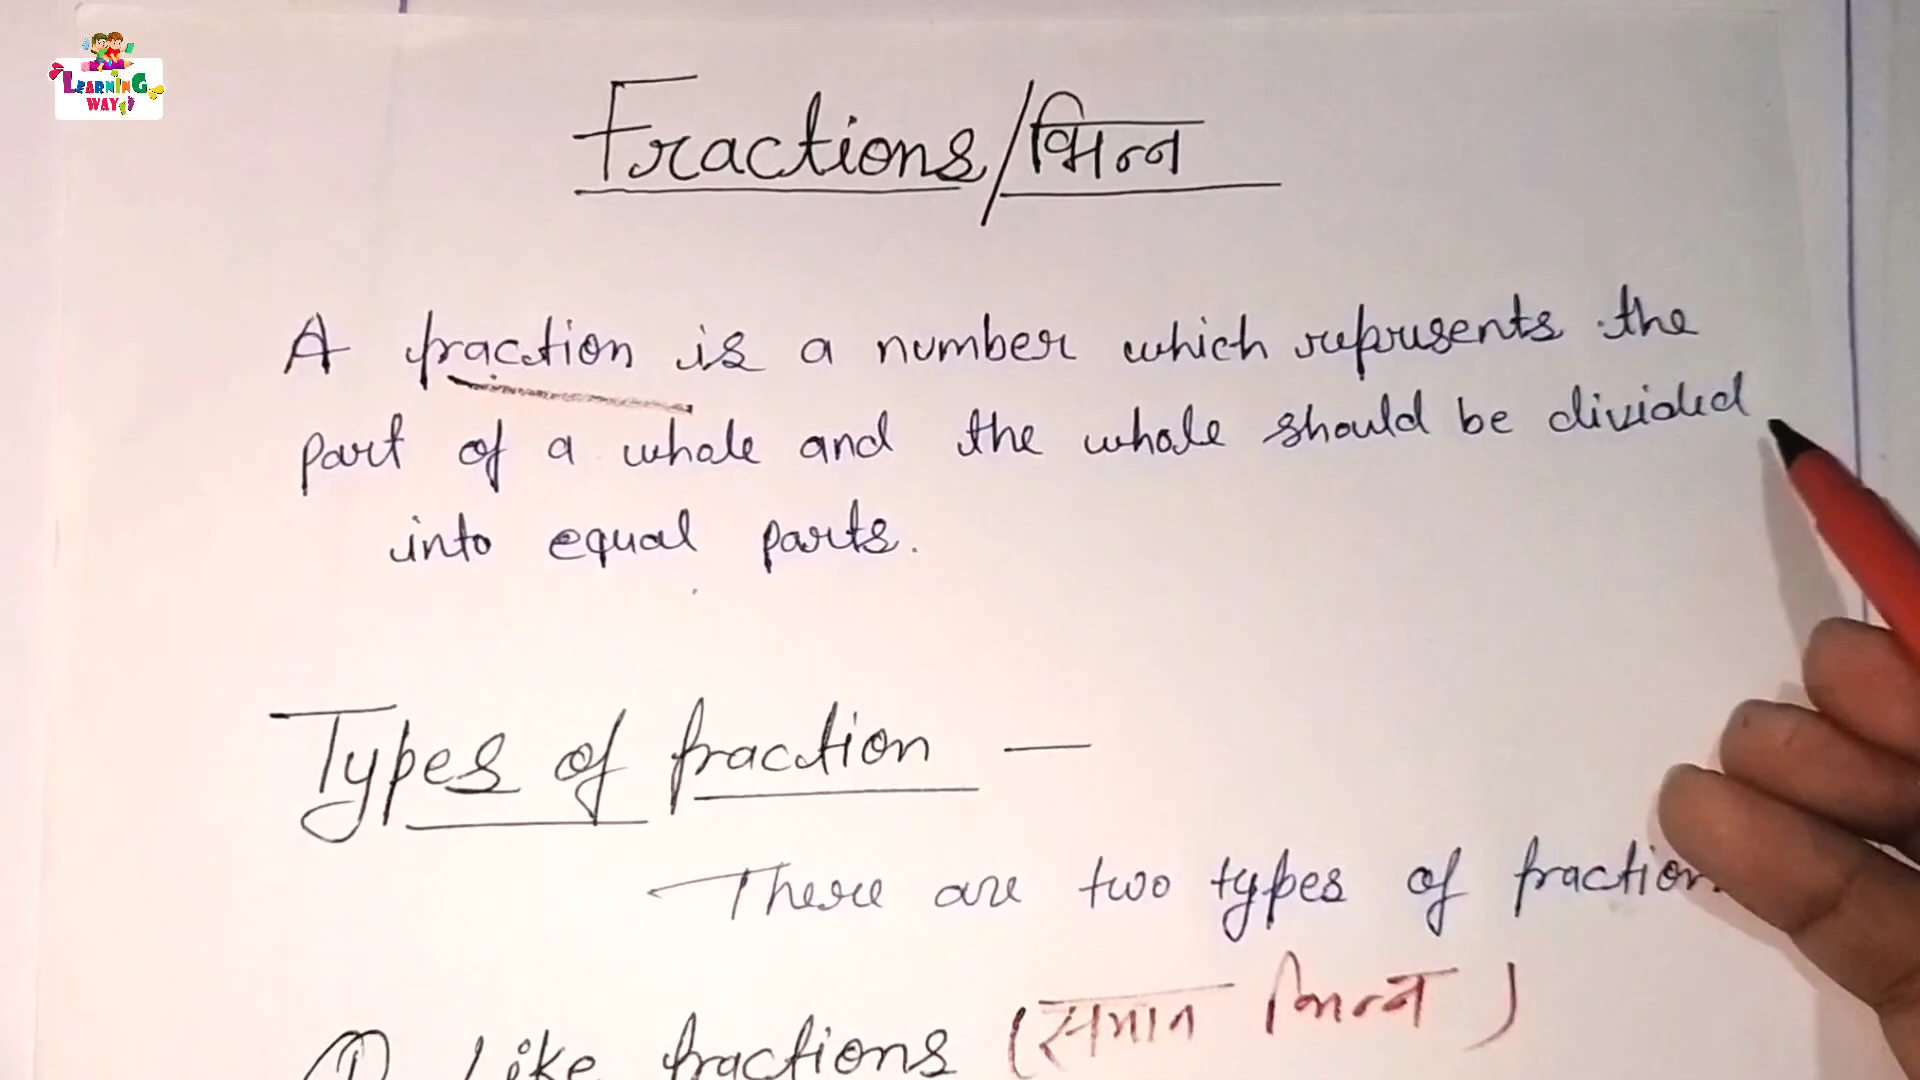 LEARNING
WAY
Fractions/भिन्न
A fraction is a number which represents the
part of a whole and the whole should be divided
into equal parts.
Types of fraction —
There are two types of fraction
① Like fractions (समान भिन्न)